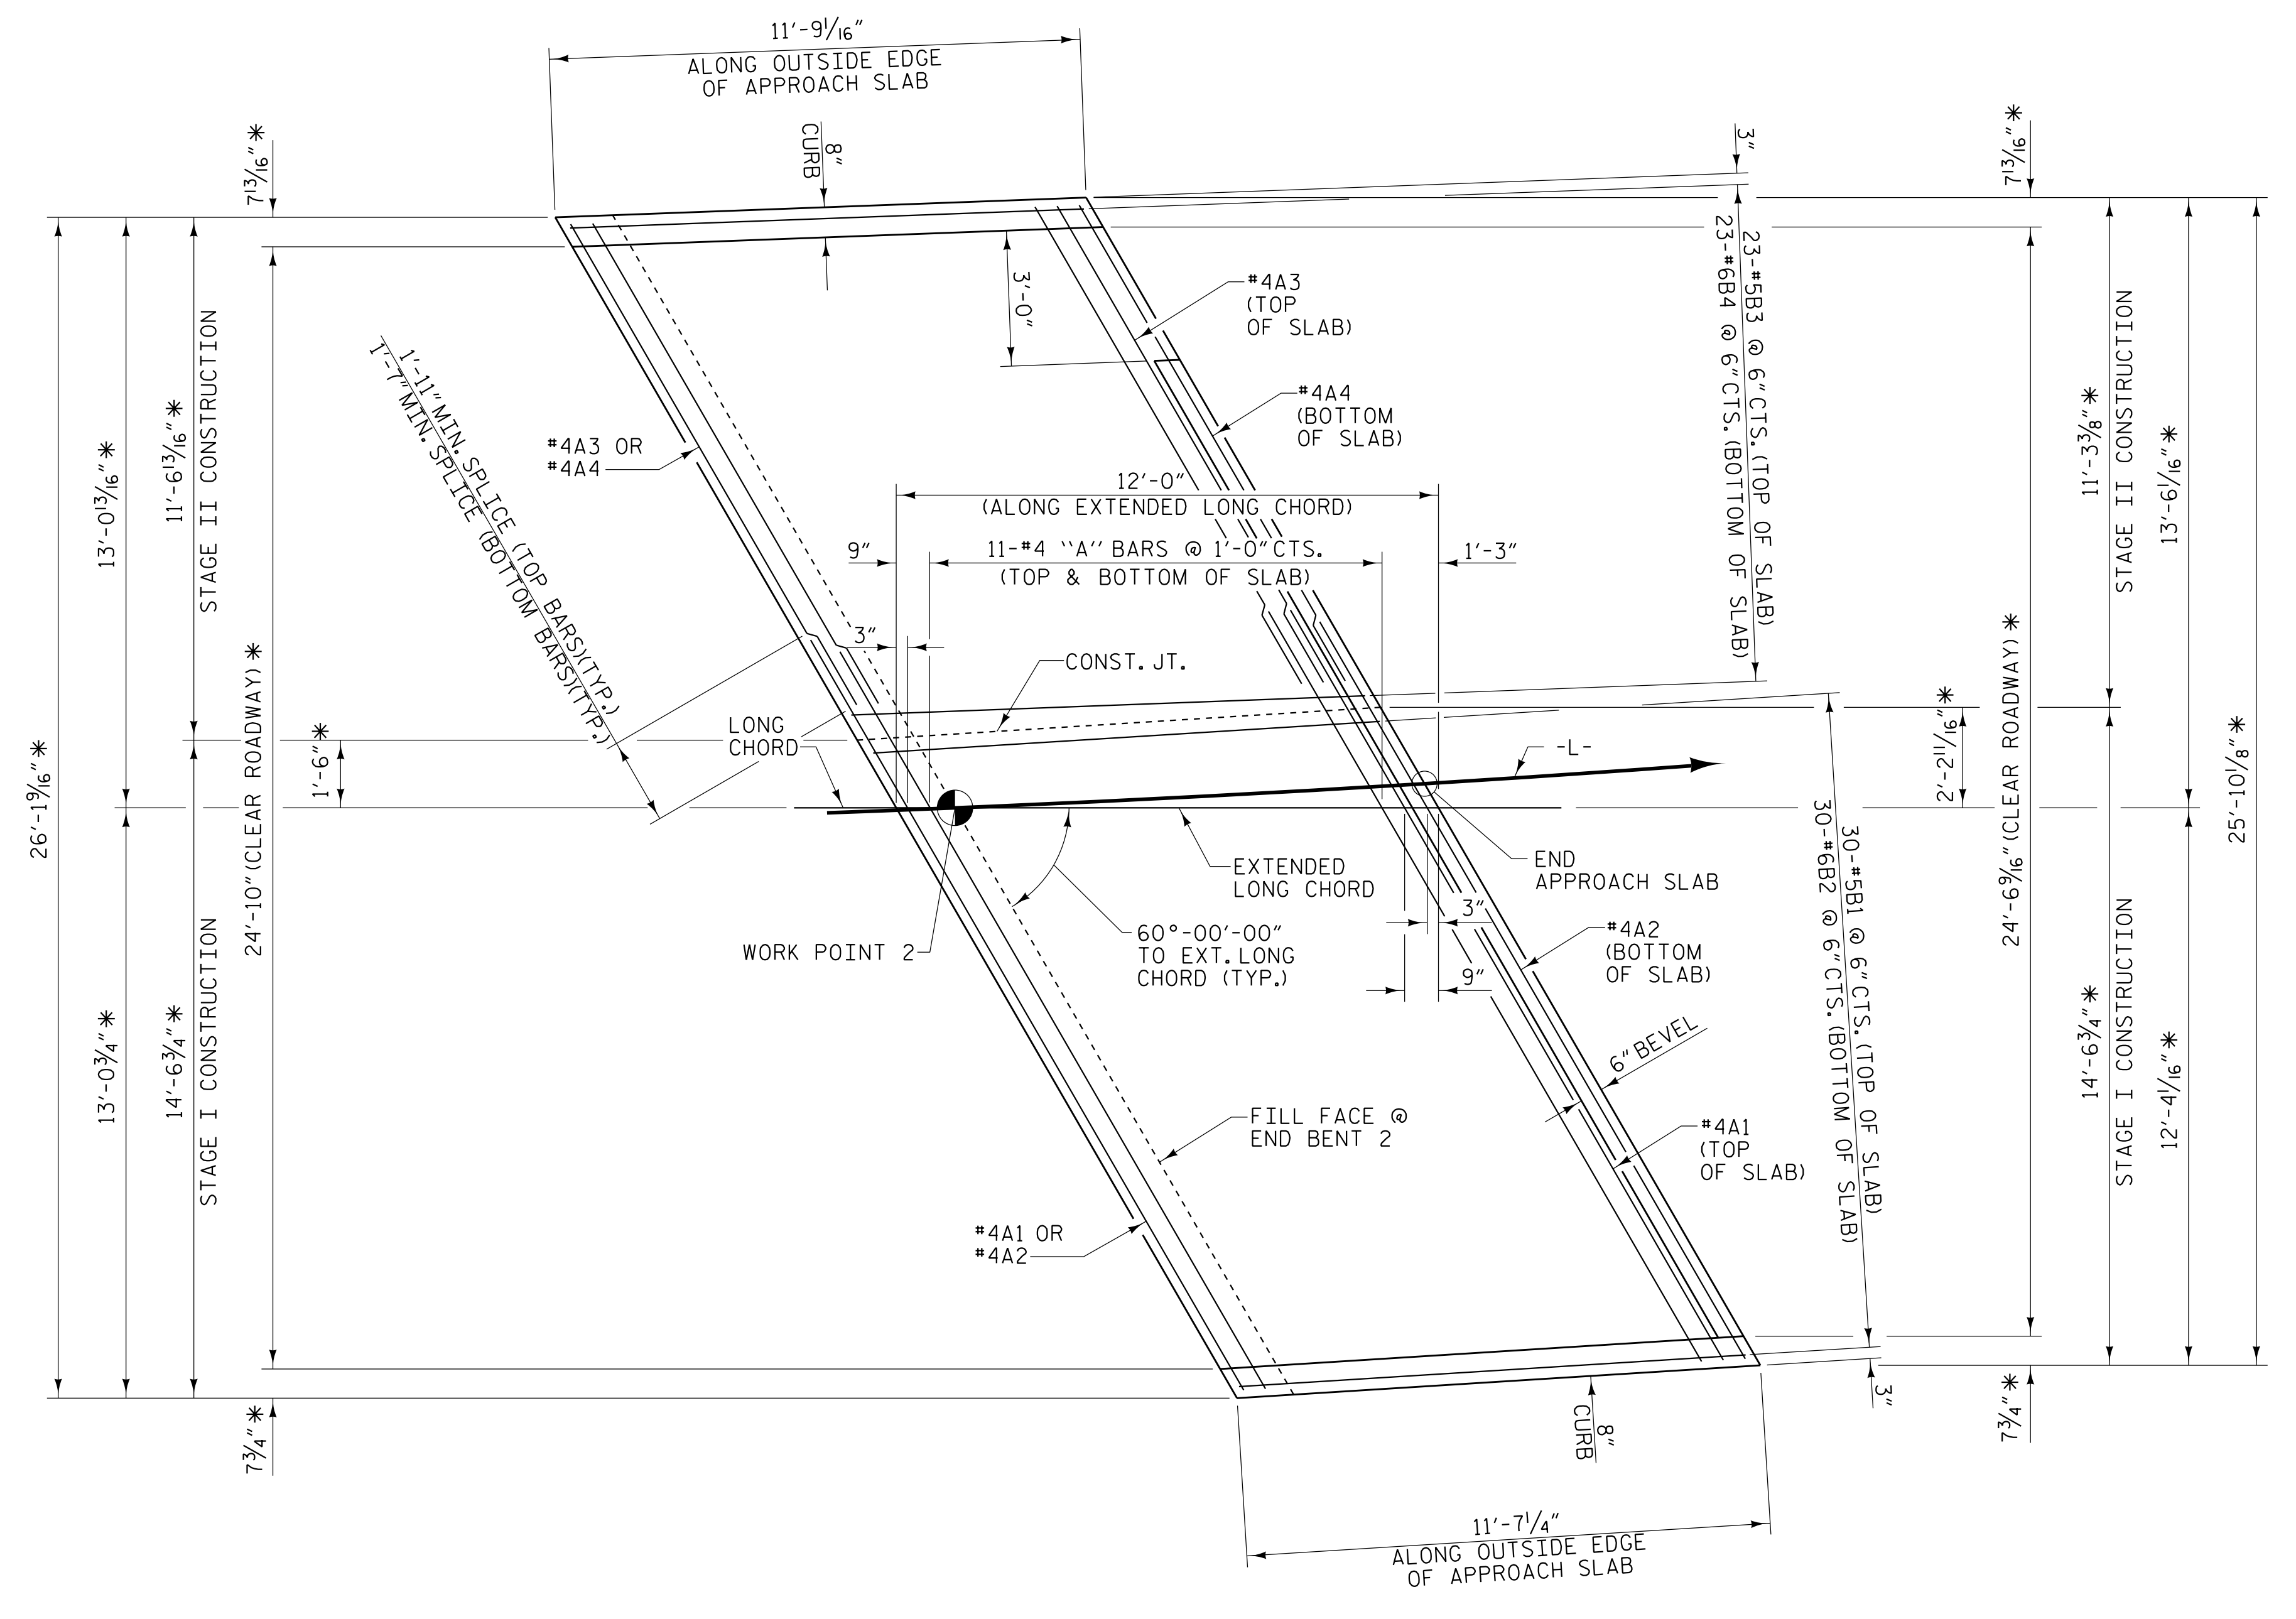 11'-9 1/16"
ALONG OUTSIDE EDGE
OF APPROACH SLAB
8"
CURB
3"
7 13/16"*
7 13/16"*
3'-0"
#4A3
(TOP
OF SLAB)
#4A4
(BOTTOM
OF SLAB)
#4A3 OR
#4A4
23-#5B3 @ 6"CTS.(TOP OF SLAB)
23-#6B4 @ 6"CTS.(BOTTOM OF SLAB)
1'-11"MIN.SPLICE (TOP BARS)(TYP.)
1'-7"MIN.SPLICE (BOTTOM BARS)(TYP.)
12'-0"
(ALONG EXTENDED LONG CHORD)
9"
11-#4 ``A'' BARS @ 1'-0"CTS.
(TOP & BOTTOM OF SLAB)
1'-3"
3"
CONST.JT.
LONG
CHORD
-L-
26'-1 9/16"*
13'-0 13/16"*
11'-6 13/16"*
STAGE II CONSTRUCTION
24'-10"(CLEAR ROADWAY)*
1'-6"*
13'-0 3/4"*
14'-6 3/4"*
STAGE I CONSTRUCTION
7 3/4"*
WORK POINT 2
EXTENDED
LONG CHORD
60°-00'-00"
TO EXT.LONG
CHORD (TYP.)
END
APPROACH SLAB
3"
9"
#4A2
(BOTTOM
OF SLAB)
6"BEVEL
#4A1
(TOP
OF SLAB)
FILL FACE @
END BENT 2
#4A1 OR
#4A2
30-#5B1 @ 6"CTS.(TOP OF SLAB)
30-#6B2 @ 6"CTS.(BOTTOM OF SLAB)
2'-2 11/16"*
24'-6 9/16"(CLEAR ROADWAY)*
11'-3 3/8"*
STAGE II CONSTRUCTION
13'-6 1/16"*
25'-10 1/8"*
14'-6 3/4"*
STAGE I CONSTRUCTION
12'-4 1/16"*
7 3/4"*
3"
8"
CURB
11'-7 1/4"
ALONG OUTSIDE EDGE
OF APPROACH SLAB